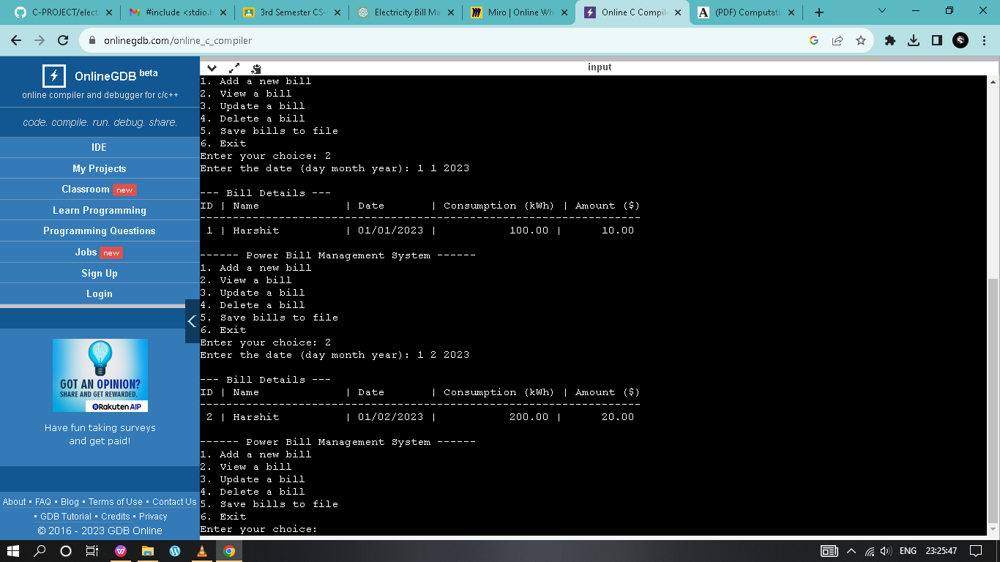 C-PROJECT/elect
#include <stdio.h
3rd Semester CS-
Electricity Bill Ma
Miro | Online Wh
Online C Compile
(PDF) Computati
onlinegdb.com/online_c_compiler
OnlineGDB beta
online compiler and debugger for c/c++
code. compile. run. debug. share.
IDE
My Projects
Classroom new
Learn Programming
Programming Questions
Jobs new
Sign Up
Login
GOT AN OPINION?
SHARE AND GET REWARDED.
Rakuten AIP
Have fun taking surveys
and get paid!
About • FAQ • Blog • Terms of Use • Contact Us
• GDB Tutorial • Credits • Privacy
© 2016 - 2023 GDB Online
input
1. Add a new bill
2. View a bill
3. Update a bill
4. Delete a bill
5. Save bills to file
6. Exit
Enter your choice: 2
Enter the date (day month year): 1 1 2023
--- Bill Details ---
ID | Name | Date | Consumption (kWh) | Amount ($)
-------------------------------------------------------------------
1 | Harshit | 01/01/2023 | 100.00 | 10.00
------ Power Bill Management System ------
1. Add a new bill
2. View a bill
3. Update a bill
4. Delete a bill
5. Save bills to file
6. Exit
Enter your choice: 2
Enter the date (day month year): 1 2 2023
--- Bill Details ---
ID | Name | Date | Consumption (kWh) | Amount ($)
-------------------------------------------------------------------
2 | Harshit | 01/02/2023 | 200.00 | 20.00
------ Power Bill Management System ------
1. Add a new bill
2. View a bill
3. Update a bill
4. Delete a bill
5. Save bills to file
6. Exit
Enter your choice:
ENG
23:25:47